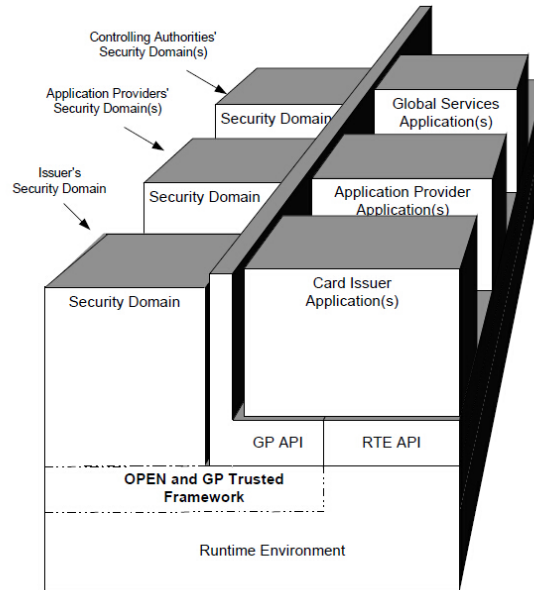 Controlling Authorities'
Security Domain(s)
Application Providers'
Security Domain(s)
Issuer's
Security Domain
Security Domain
Global Services
Application(s)
Security Domain
Application Provider
Application(s)
Security Domain
Card Issuer
Application(s)
GP API
RTE API
OPEN and GP Trusted
Framework
Runtime Environment